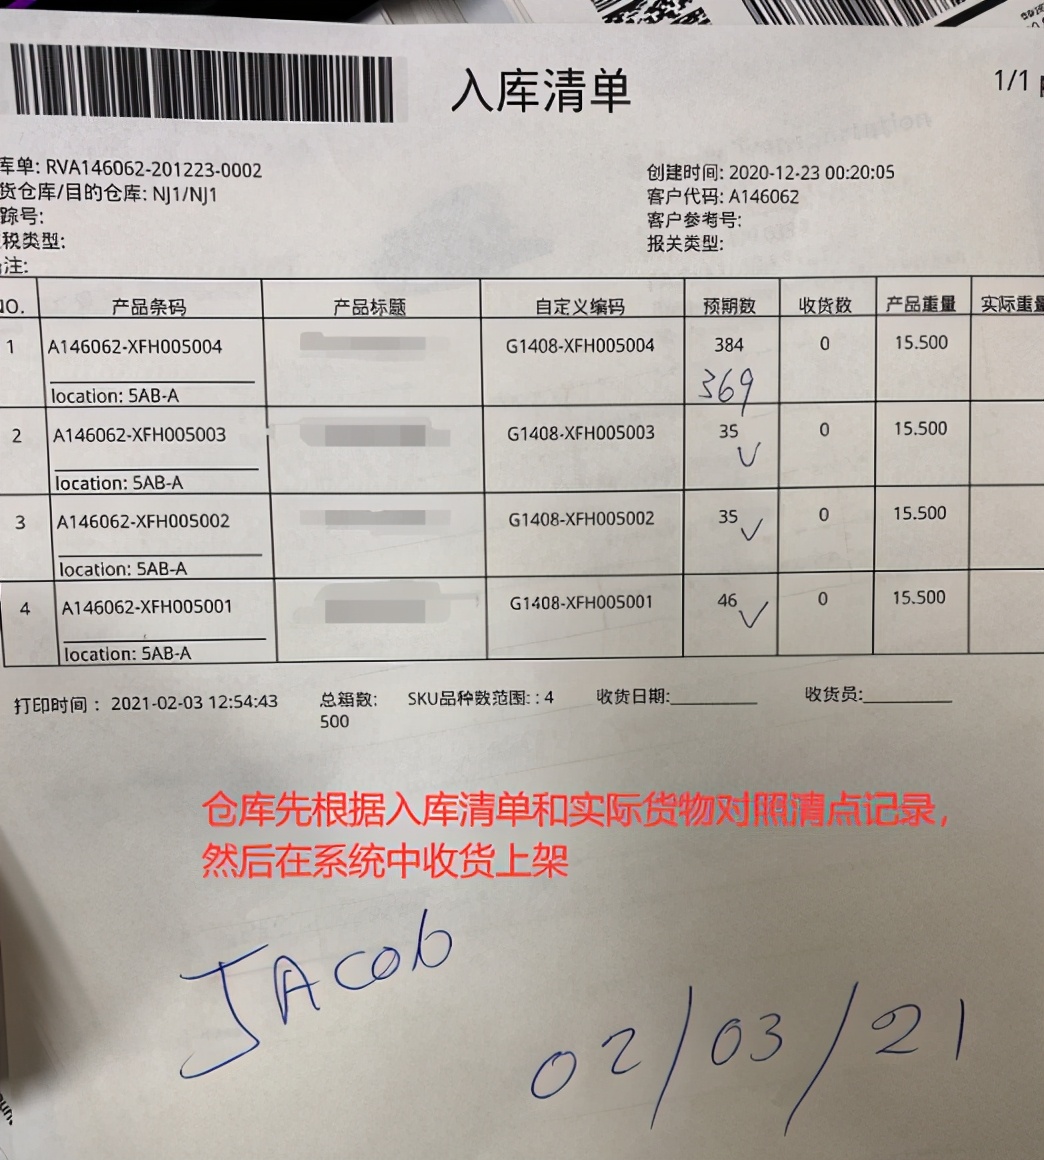 入库清单
1/1
库单: RVA146062-201223-0002
创建时间: 2020-12-23 00:20:05
货仓库/目的仓库: NJ1/NJ1
客户代码: A146062
踪号:
客户参考号:
税类型:
报关类型:
注:
NO. 产品条码 产品标题 自定义编码 预期数 收货数 产品重量 实际重量
1 A146062-XFH005004 G1408-XFH005004 384 0 15.500
369
location: 5AB-A
2 A146062-XFH005003 G1408-XFH005003 35 0 15.500
location: 5AB-A
3 A146062-XFH005002 G1408-XFH005002 35 0 15.500
location: 5AB-A
4 A146062-XFH005001 G1408-XFH005001 46 0 15.500
location: 5AB-A
打印时间： 2021-02-03 12:54:43 总箱数: SKU品种数范围: : 4 收货日期:_________ 收货员:_________
500
仓库先根据入库清单和实际货物对照清点记录，
然后在系统中收货上架
JAcob
02/03/21